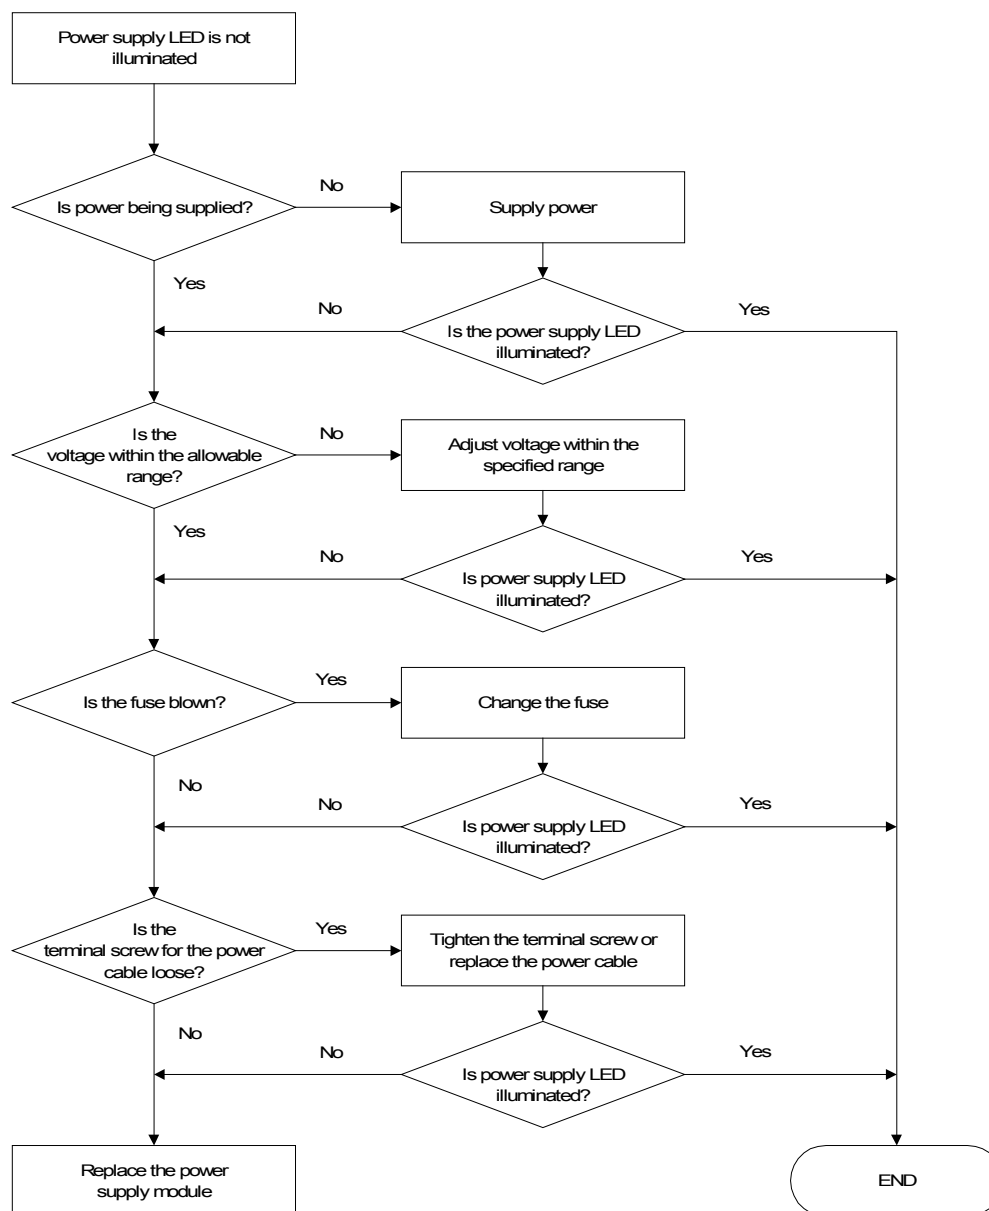 Power supply LED is not
illuminated
Is power being supplied?
No
Supply power
Yes
No
Is the power supply LED
illuminated?
Yes
Is the
voltage within the allowable
range?
No
Adjust voltage within the
specified range
Yes
No
Is power supply LED
illuminated?
Yes
Is the fuse blown?
Yes
Change the fuse
No
No
Is power supply LED
illuminated?
Yes
Is the
terminal screw for the power
cable loose?
Yes
Tighten the terminal screw or
replace the power cable
No
No
Is power supply LED
illuminated?
Yes
Replace the power
supply module
END